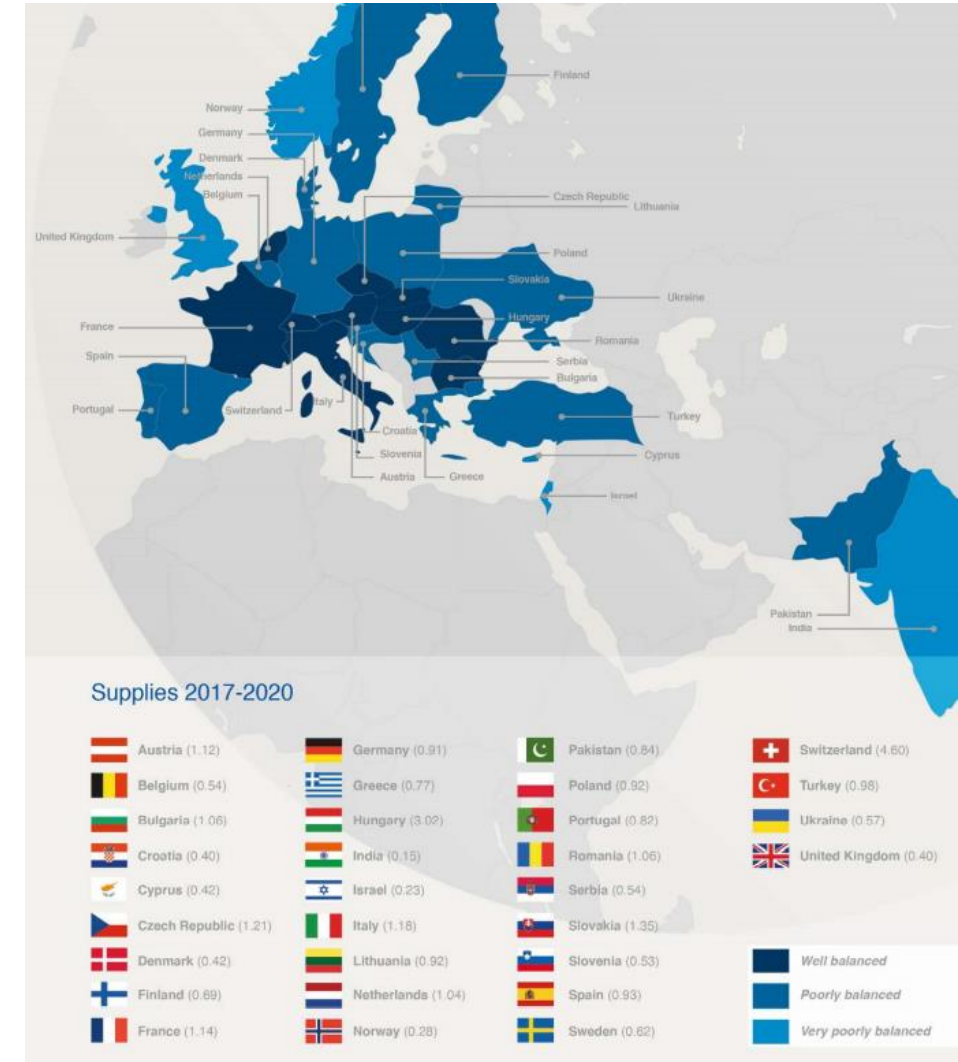 Finland
Norway
Germany
Denmark
Netherlands
Czech Republic
Belgium
Lithuania
United Kingdom
Poland
Slovakia
Ukraine
Hungary
France
Romania
Spain
Serbia
Bulgaria
Italy
Portugal
Switzerland
Turkey
Croatia
Slovenia
Cyprus
Austria
Greece
Israel
Pakistan
India
Supplies 2017-2020
Austria (1.12)
Belgium (0.54)
Bulgaria (1.06)
Croatia (0.40)
Cyprus (0.42)
Czech Republic (1.21)
Denmark (0.42)
Finland (0.69)
France (1.14)
Germany (0.91)
Greece (0.77)
Hungary (3.02)
India (0.15)
Israel (0.23)
Italy (1.18)
Lithuania (0.92)
Netherlands (1.04)
Norway (0.28)
Pakistan (0.84)
Poland (0.92)
Portugal (0.82)
Romania (1.06)
Serbia (0.54)
Slovakia (1.35)
Slovenia (0.53)
Spain (0.93)
Sweden (0.62)
Switzerland (4.60)
Turkey (0.98)
Ukraine (0.57)
United Kingdom (0.40)
Well balanced
Poorly balanced
Very poorly balanced